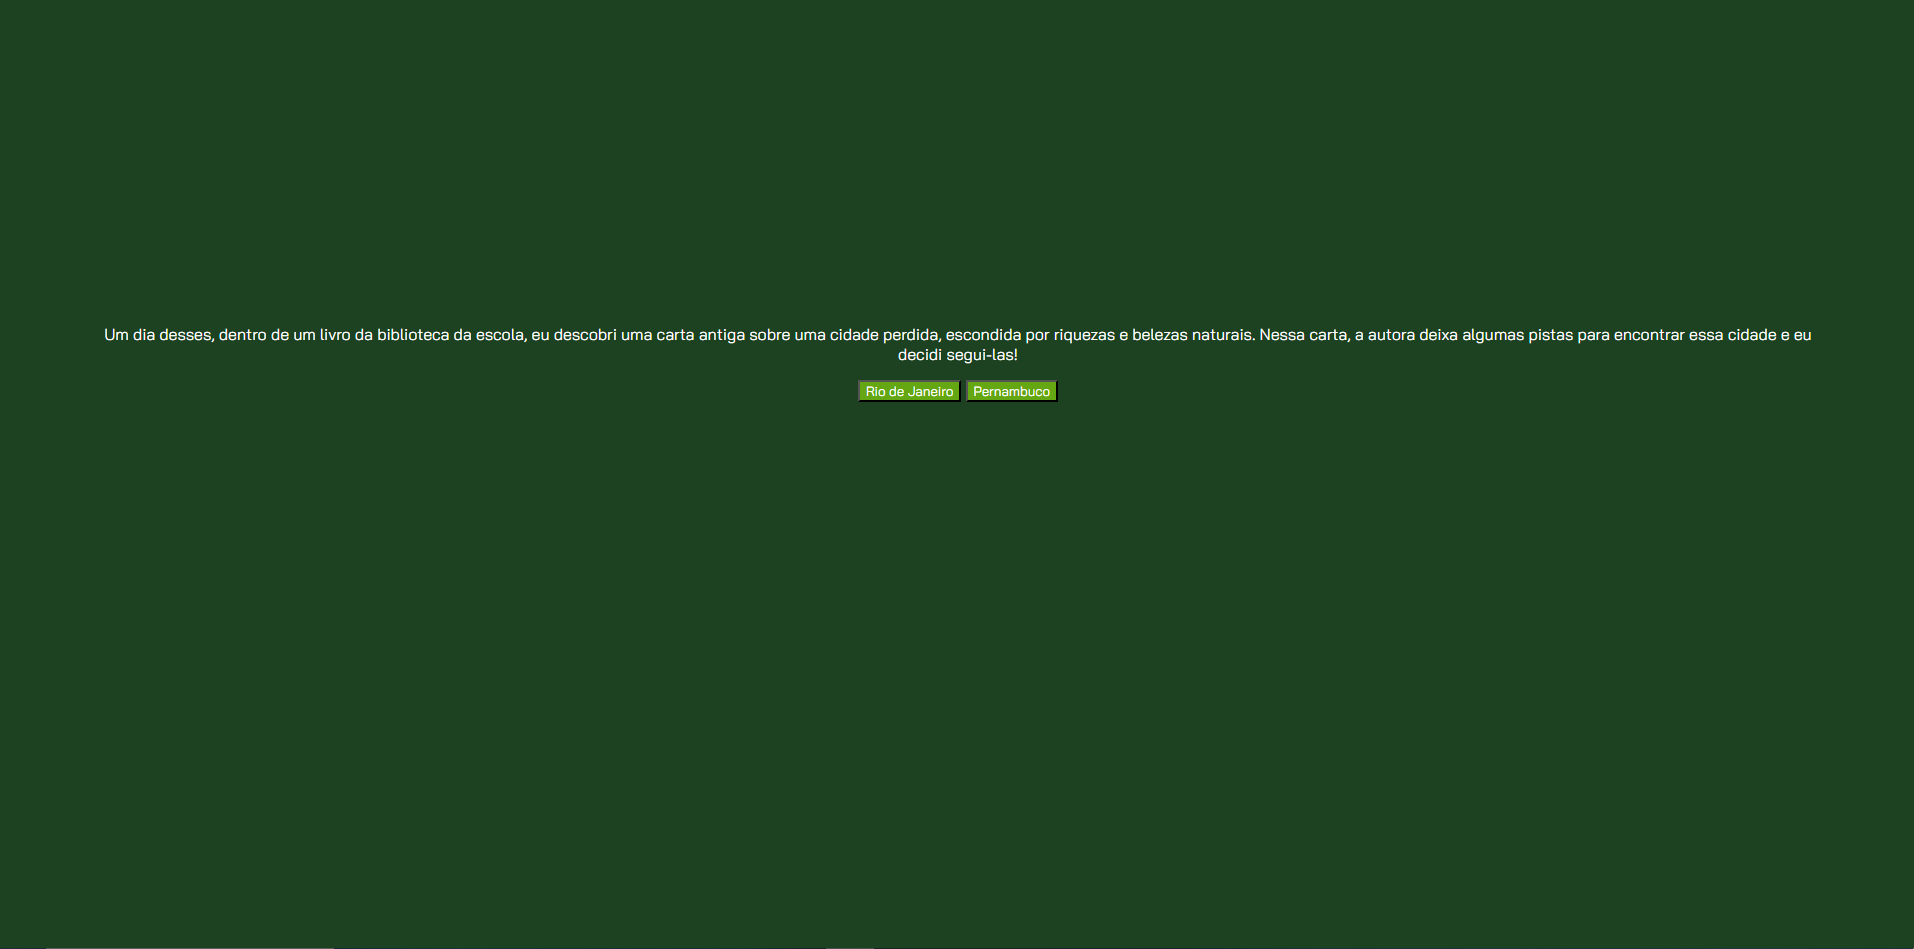 Um dia desses, dentro de um livro da biblioteca da escola, eu descobri uma carta antiga sobre uma cidade perdida, escondida por riquezas e belezas naturais. Nessa carta, a autora deixa algumas pistas para encontrar essa cidade e eu
decidi segui-las!
Rio de Janeiro Pernambuco